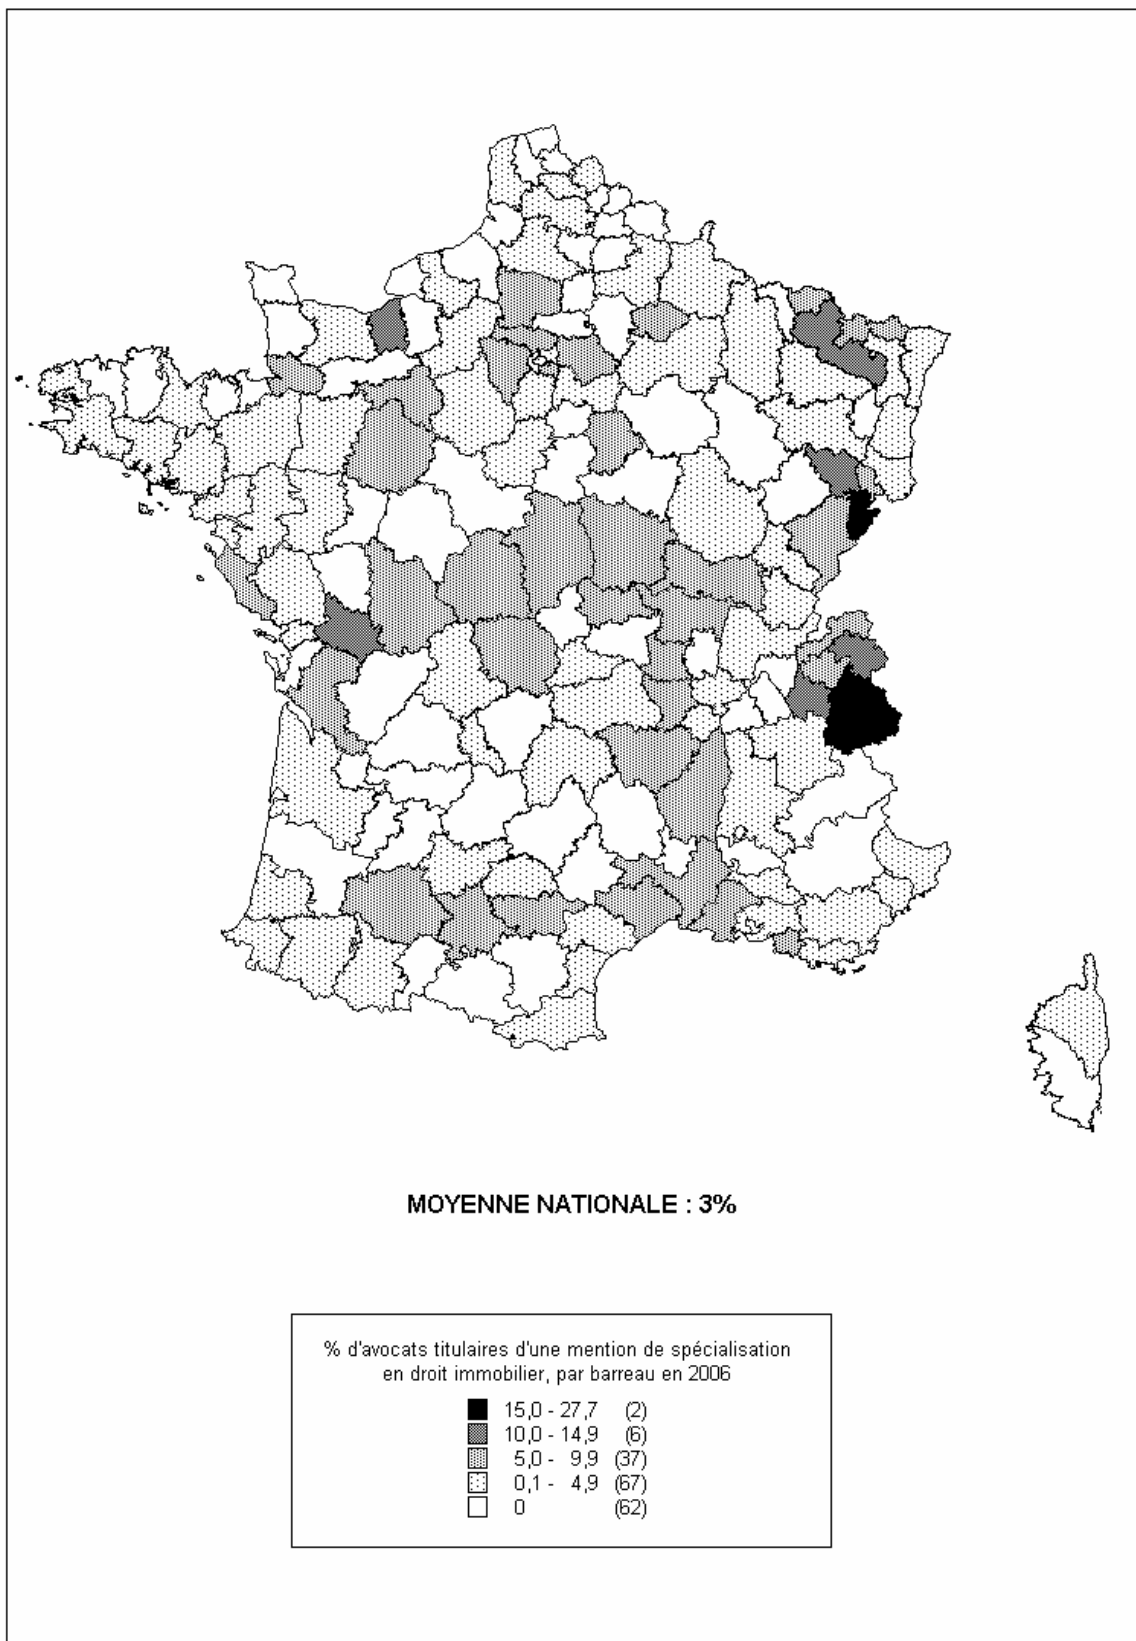 MOYENNE NATIONALE : 3%
% d'avocats titulaires d'une mention de spécialisation
en droit immobilier, par barreau en 2006
15,0 - 27,7 (2)
10,0 - 14,9 (6)
5,0 - 9,9 (37)
0,1 - 4,9 (67)
0 (62)